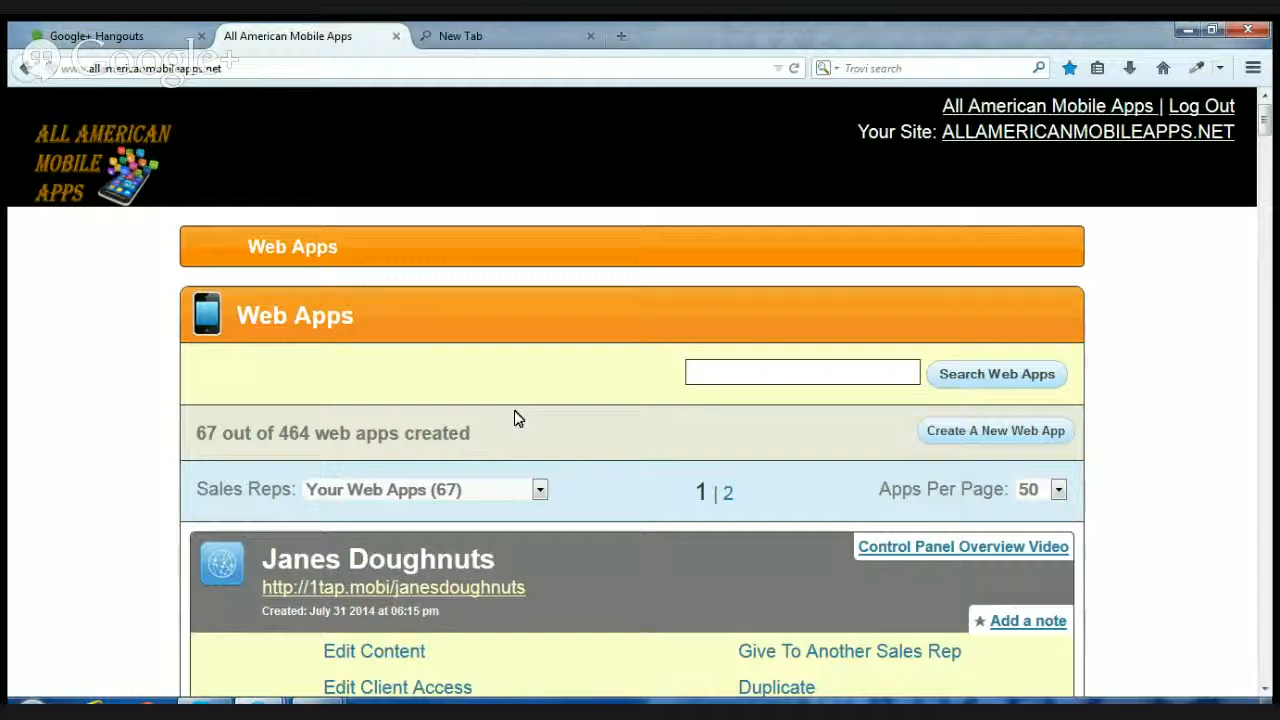 Google+ Hangouts
All American Mobile Apps
New Tab
Google+
www.allamericanmobileapps.net
Trovi search
All American Mobile Apps | Log Out
Your Site: ALLAMERICANMOBILEAPPS.NET
ALL AMERICAN
MOBILE
APPS
Web Apps
Web Apps
Search Web Apps
67 out of 464 web apps created
Create A New Web App
Sales Reps: Your Web Apps (67)
1 | 2
Apps Per Page: 50
Janes Doughnuts
Control Panel Overview Video
http://1tap.mobi/janesdoughnuts
Created: July 31 2014 at 06:15 pm
Add a note
Edit Content
Give To Another Sales Rep
Edit Client Access
Duplicate